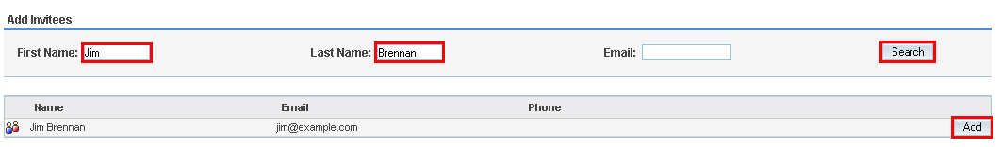 Add Invitees
First Name: Jim Last Name: Brennan Email: Search
Name Email Phone
Jim Brennan jim@example.com Add